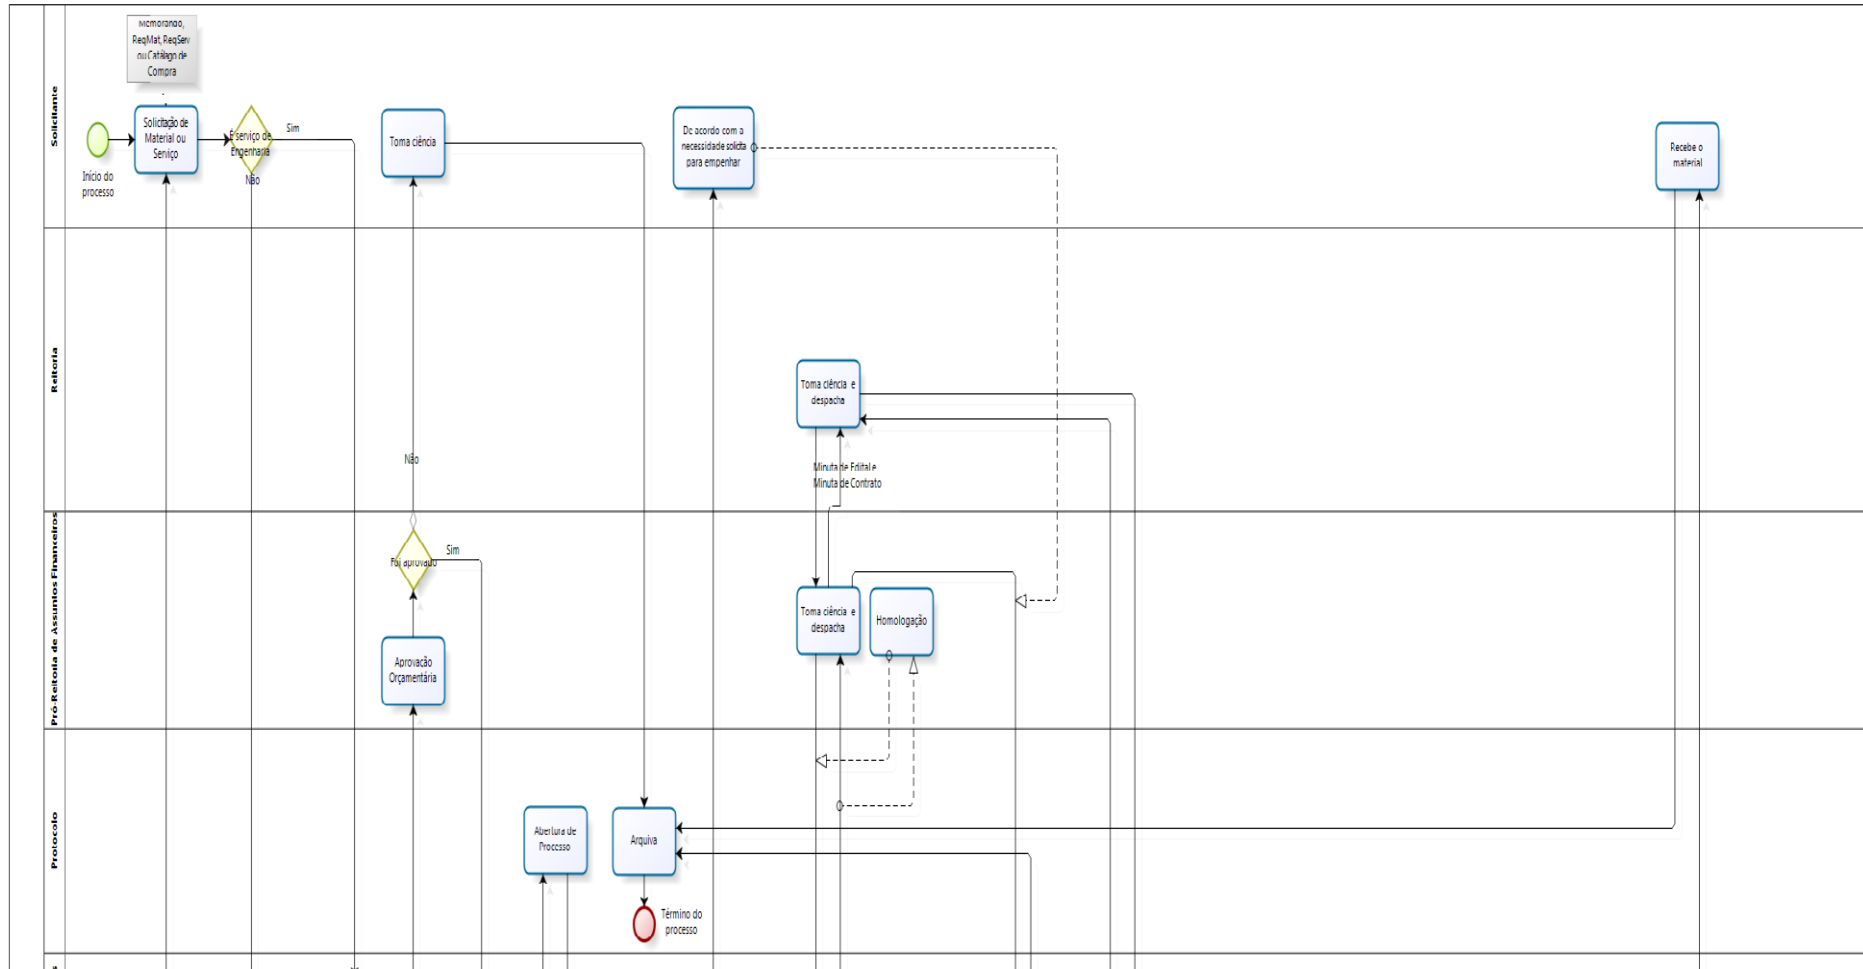 Memorando,
ReqMat, ReqServ
ou Catálago de
Compra
Solicitante
Início do
processo
Solicitação de
Material ou
Serviço
É serviço de
Engenharia
Sim
Não
Toma ciência
De acordo com a
necessidade solicita
para empenhar
Recebe o
material
Reitoria
Toma ciência e
despacha
Não
Minuta de Edital e
Minuta de Contrato
Pró-Reitoria de Assuntos Financeiros
Foi aprovado
Sim
Aprovação
Orçamentária
Toma ciência e
despacha
Homologação
Protocolo
Abertura de
Processo
Arquiva
Término do
processo